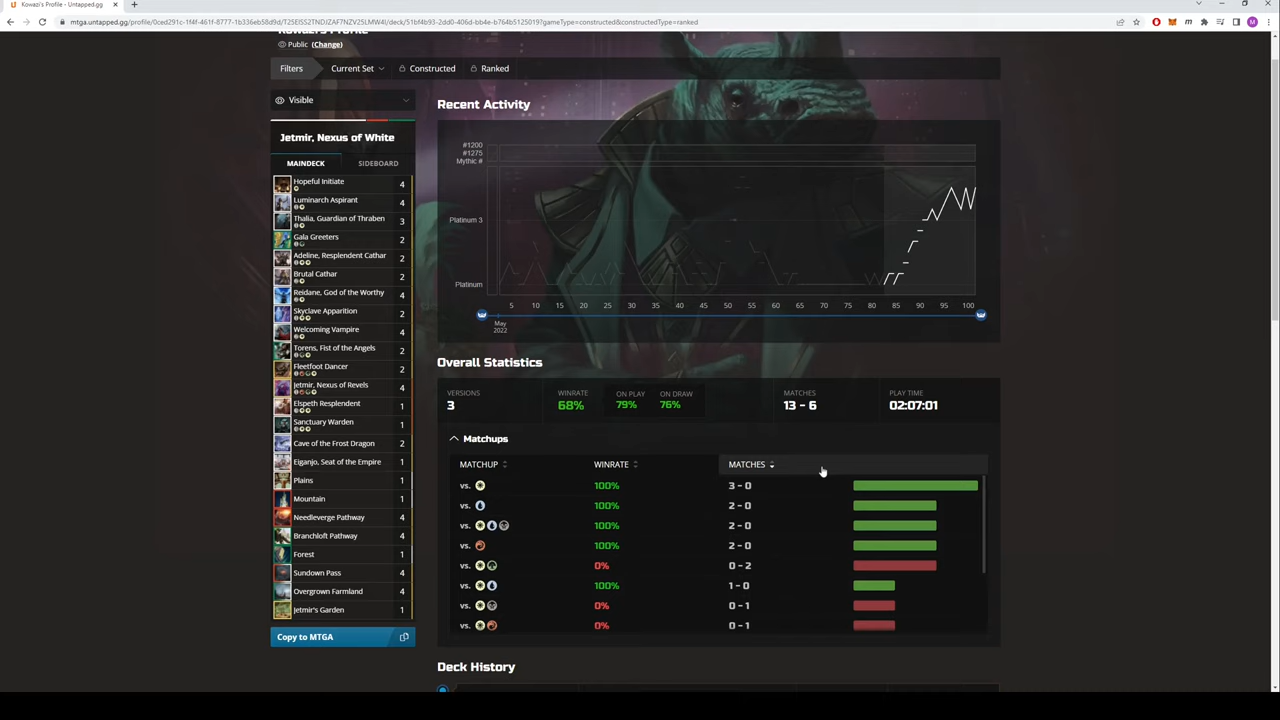 Kowazi's Profile - Untapped.gg
mtga.untapped.gg/profile/0ced291c-1f4f-461f-8777-1b336eb58d9d/T25EISS2TNDJZAF7NZV25LMW4I/deck/51bf4b93-2dd0-406d-bb4e-b764b5125019?gameType=constructed&constructedType=ranked
Kowazi's Profile
Public (Change)
Filters
Current Set
Constructed
Ranked
Visible
Jetmir, Nexus of White
MAINDECK
SIDEBOARD
Hopeful Initiate 4
Luminarch Aspirant 4
Thalia, Guardian of Thraben 3
Gala Greeters 2
Adeline, Resplendent Cathar 2
Brutal Cathar 2
Reidane, God of the Worthy 4
Skyclave Apparition 2
Welcoming Vampire 4
Torens, Fist of the Angels 2
Fleetfoot Dancer 2
Jetmir, Nexus of Revels 4
Elspeth Resplendent 1
Sanctuary Warden 1
Cave of the Frost Dragon 2
Eiganjo, Seat of the Empire 1
Plains 1
Mountain 1
Needleverge Pathway 4
Branchloft Pathway 4
Forest 1
Sundown Pass 4
Overgrown Farmland 4
Jetmir's Garden 1
Copy to MTGA
Recent Activity
#1200
#1275
Mythic #
Platinum 3
Platinum
5 10 15 20 25 30 35 40 45 50 55 60 65 70 75 80 85 90 95 100
May
2022
Overall Statistics
VERSIONS
3
WINRATE
68%
ON PLAY
79%
ON DRAW
76%
MATCHES
13 - 6
PLAY TIME
02:07:01
Matchups
MATCHUP WINRATE MATCHES
vs. 100% 3 - 0
vs. 100% 2 - 0
vs. 100% 2 - 0
vs. 100% 2 - 0
vs. 0% 0 - 2
vs. 100% 1 - 0
vs. 0% 0 - 1
vs. 0% 0 - 1
Deck History